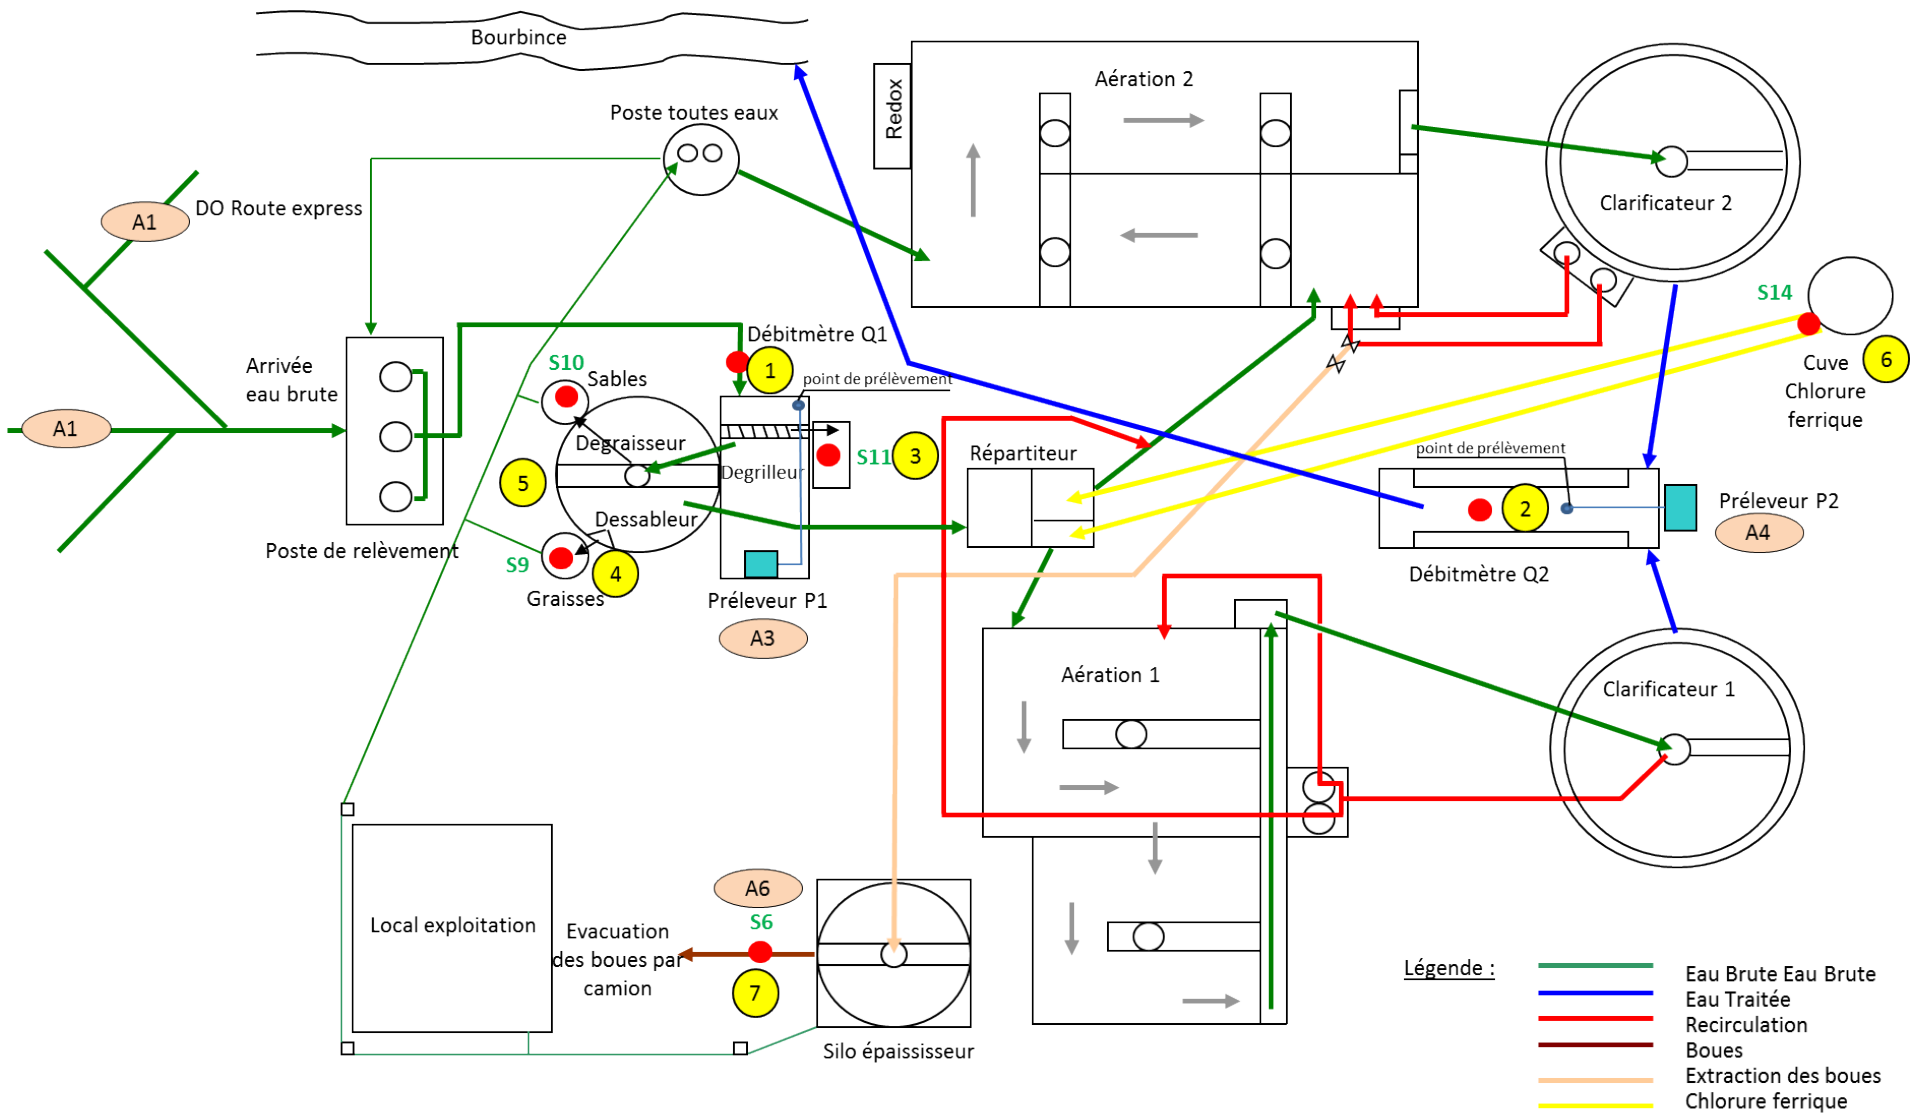 Bourbince
Aération 2
Redox
Poste toutes eaux
Clarificateur 2
A1
DO Route express
S14
Débitmètre Q1
Arrivée
eau brute
S10
Sables
1
point de prélèvement
Cuve
Chlorure
ferrique
6
A1
Degraisseur
Degrilleur
S11
3
Répartiteur
point de prélèvement
5
2
Préleveur P2
A4
Dessableur
Poste de relèvement
S9
4
Graisses
Préleveur P1
A3
Débitmètre Q2
Aération 1
Clarificateur 1
A6
S6
Local exploitation
Evacuation
des boues par
camion
7
Silo épaississeur
Légende :
Eau Brute Eau Brute
Eau Traitée
Recirculation
Boues
Extraction des boues
Chlorure ferrique